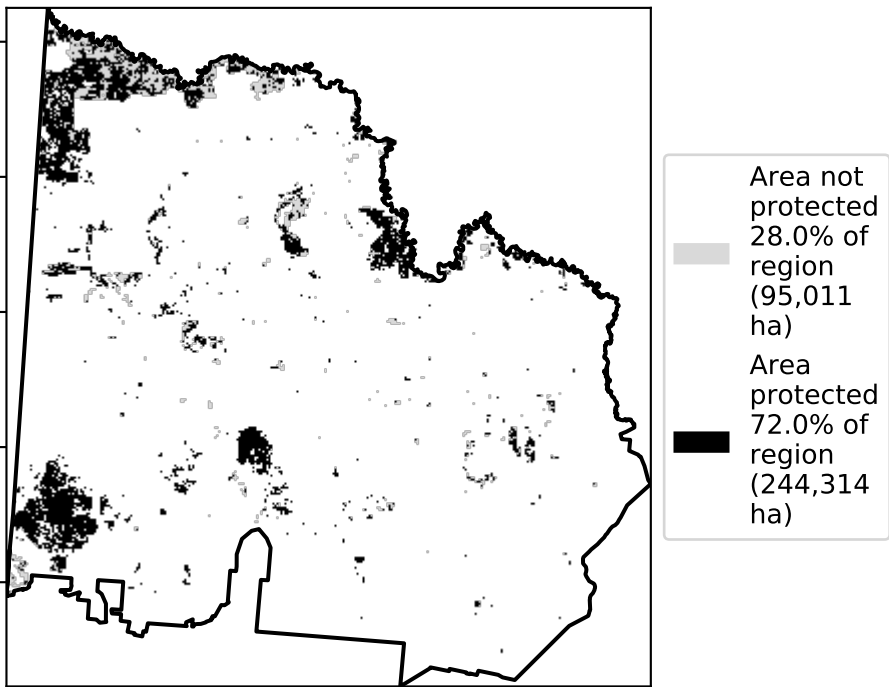 Area not
protected
28.0% of
region
(95,011
ha)
Area
protected
72.0% of
region
(244,314
ha)